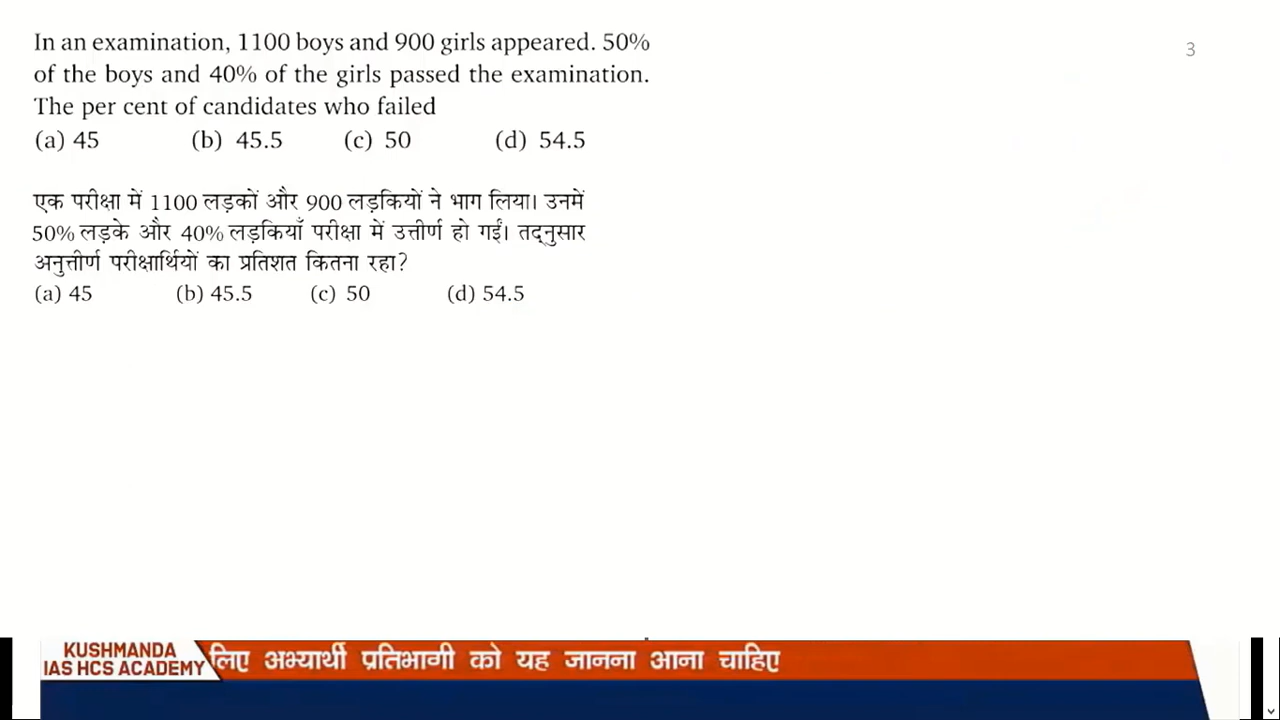 In an examination, 1100 boys and 900 girls appeared. 50%
of the boys and 40% of the girls passed the examination.
The per cent of candidates who failed
(a) 45 (b) 45.5 (c) 50 (d) 54.5
एक परीक्षा में 1100 लड़कों और 900 लड़कियों ने भाग लिया। उनमें
50% लड़के और 40% लड़कियाँ परीक्षा में उत्तीर्ण हो गईं। तद्नुसार
अनुत्तीर्ण परीक्षार्थियों का प्रतिशत कितना रहा?
(a) 45 (b) 45.5 (c) 50 (d) 54.5
3
KUSHMANDA
IAS HCS ACADEMY
लिए अभ्यार्थी प्रतिभागी को यह जानना आना चाहिए